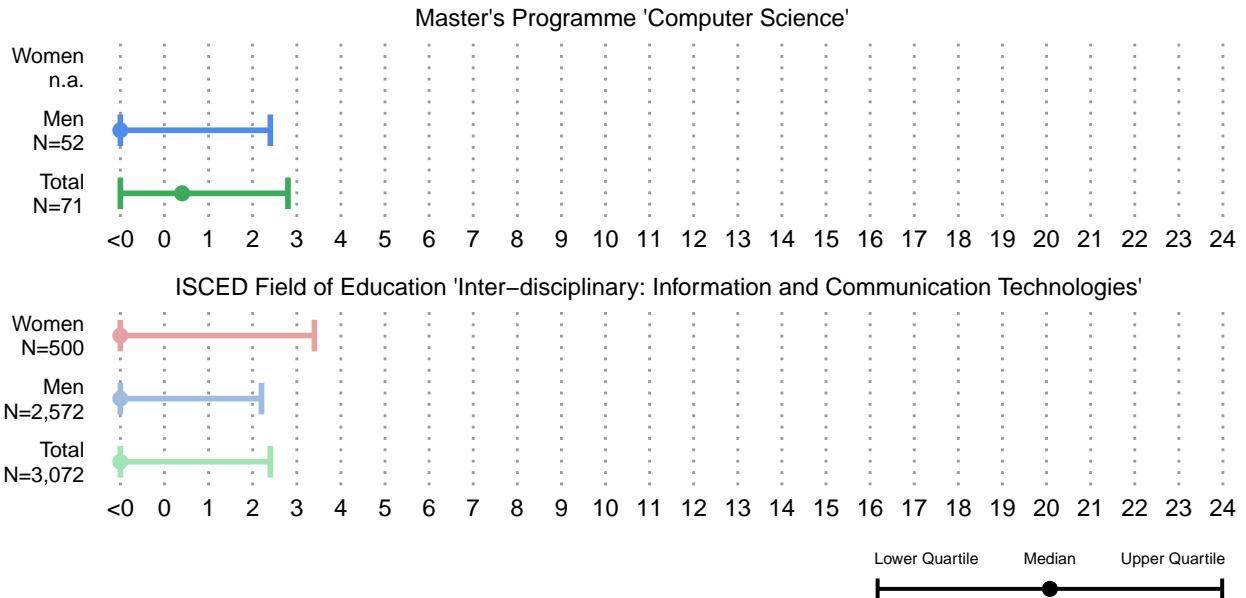 Master's Programme 'Computer Science'
Women
n.a.
Men
N=52
Total
N=71
<0 0 1 2 3 4 5 6 7 8 9 10 11 12 13 14 15 16 17 18 19 20 21 22 23 24
ISCED Field of Education 'Inter−disciplinary: Information and Communication Technologies'
Women
N=500
Men
N=2,572
Total
N=3,072
<0 0 1 2 3 4 5 6 7 8 9 10 11 12 13 14 15 16 17 18 19 20 21 22 23 24
Lower Quartile Median Upper Quartile